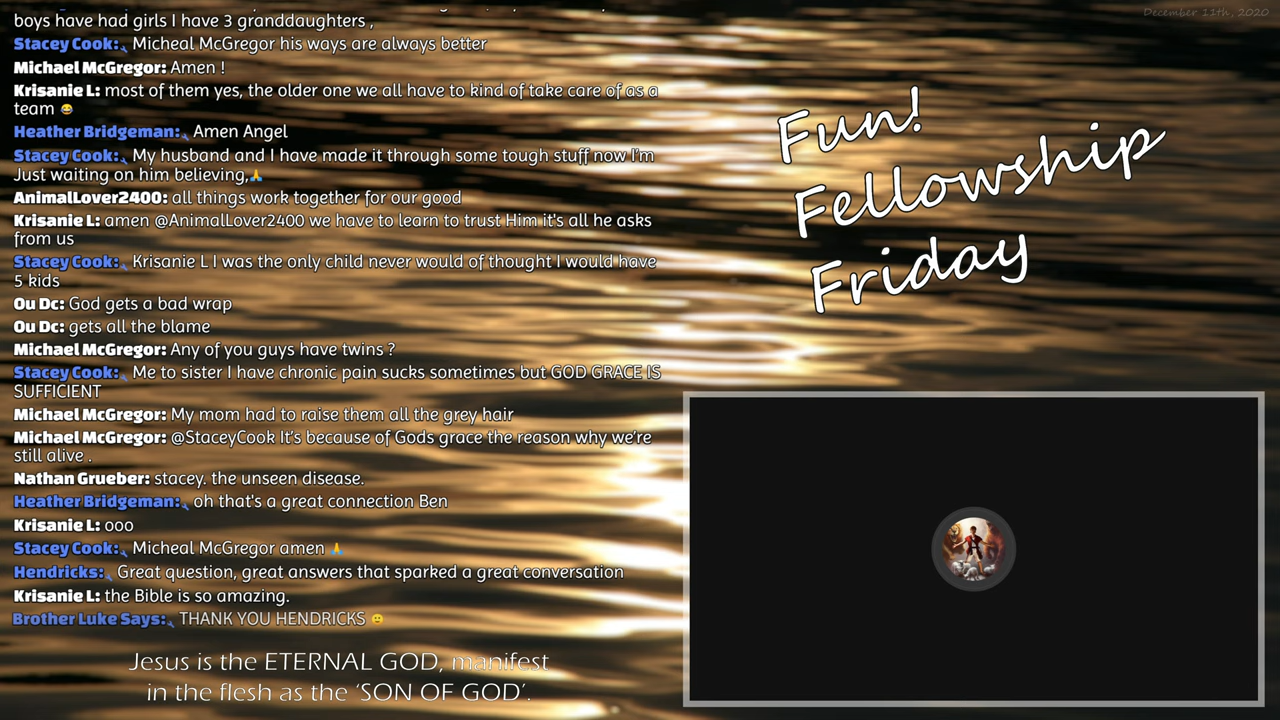 December 11th, 2020
boys have had girls I have 3 granddaughters ,
Stacey Cook: Micheal McGregor his ways are always better
Michael McGregor: Amen !
Krisanie L: most of them yes, the older one we all have to kind of take care of as a
team 😂
Heather Bridgeman: Amen Angel
Stacey Cook: My husband and I have made it through some tough stuff now I'm
Just waiting on him believing,🙏
AnimalLover2400: all things work together for our good
Krisanie L: amen @AnimalLover2400 we have to learn to trust Him it's all he asks
from us
Stacey Cook: Krisanie L I was the only child never would of thought I would have
5 kids
Ou Dc: God gets a bad wrap
Ou Dc: gets all the blame
Michael McGregor: Any of you guys have twins ?
Stacey Cook: Me to sister I have chronic pain sucks sometimes but GOD GRACE IS
SUFFICIENT
Michael McGregor: My mom had to raise them all the grey hair
Michael McGregor: @StaceyCook It's because of Gods grace the reason why we're
still alive .
Nathan Grueber: stacey. the unseen disease.
Heather Bridgeman: oh that's a great connection Ben
Krisanie L: ooo
Stacey Cook: Micheal McGregor amen 🙏
Hendricks: Great question, great answers that sparked a great conversation
Krisanie L: the Bible is so amazing.
Brother Luke Says: THANK YOU HENDRICKS 🙂
Jesus is the ETERNAL GOD, manifest
in the flesh as the ‘SON OF GOD’.
Fun!
Fellowship
Friday